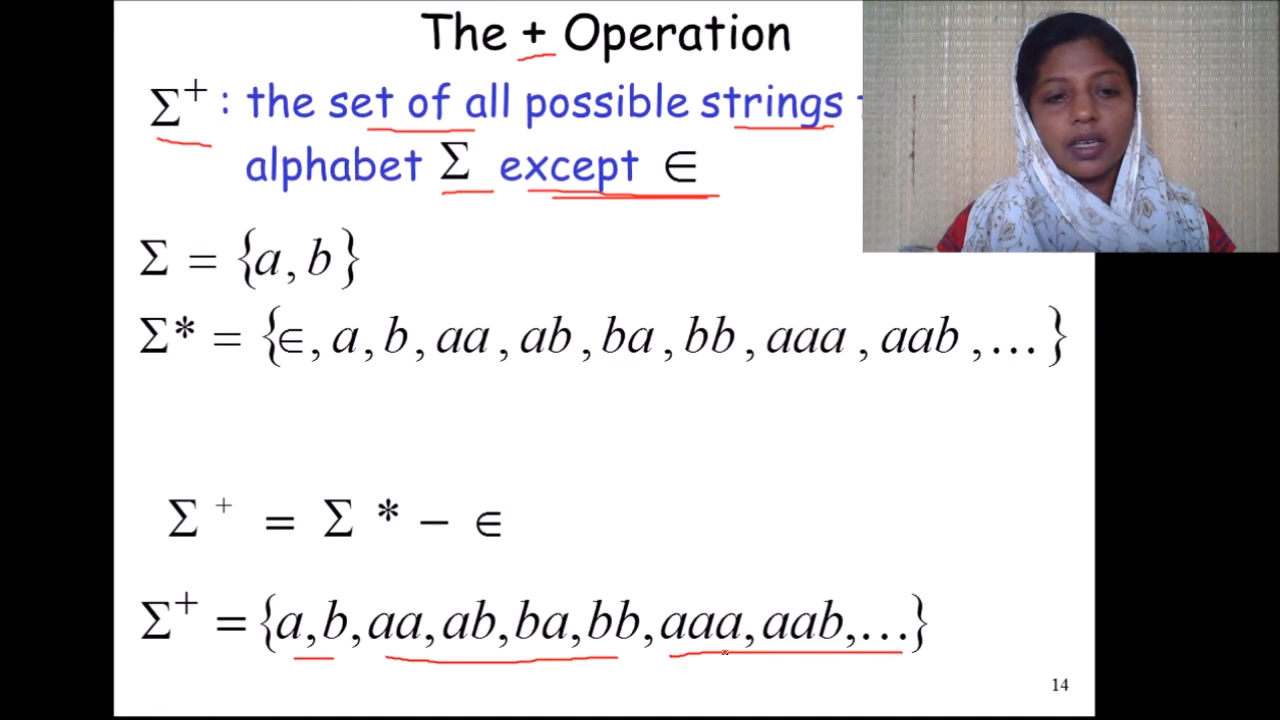 The + Operation
Σ⁺ : the set of all possible strings
alphabet Σ except ∈
Σ = {a, b}
Σ* = {∈, a, b, aa, ab, ba, bb, aaa, aab, …}
Σ⁺ = Σ* − ∈
Σ⁺ = {a, b, aa, ab, ba, bb, aaa, aab, …}
14